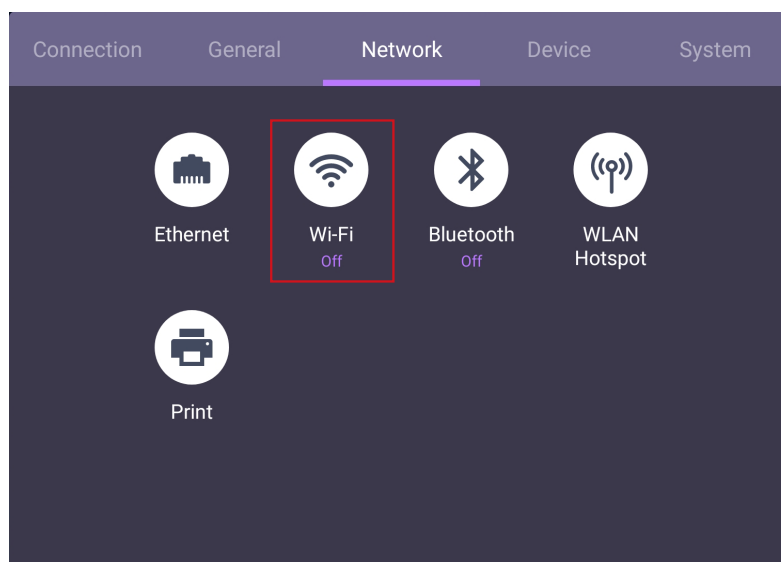 Connection General Network Device System
Ethernet Wi-Fi Bluetooth WLAN
Hotspot
Off Off
Print